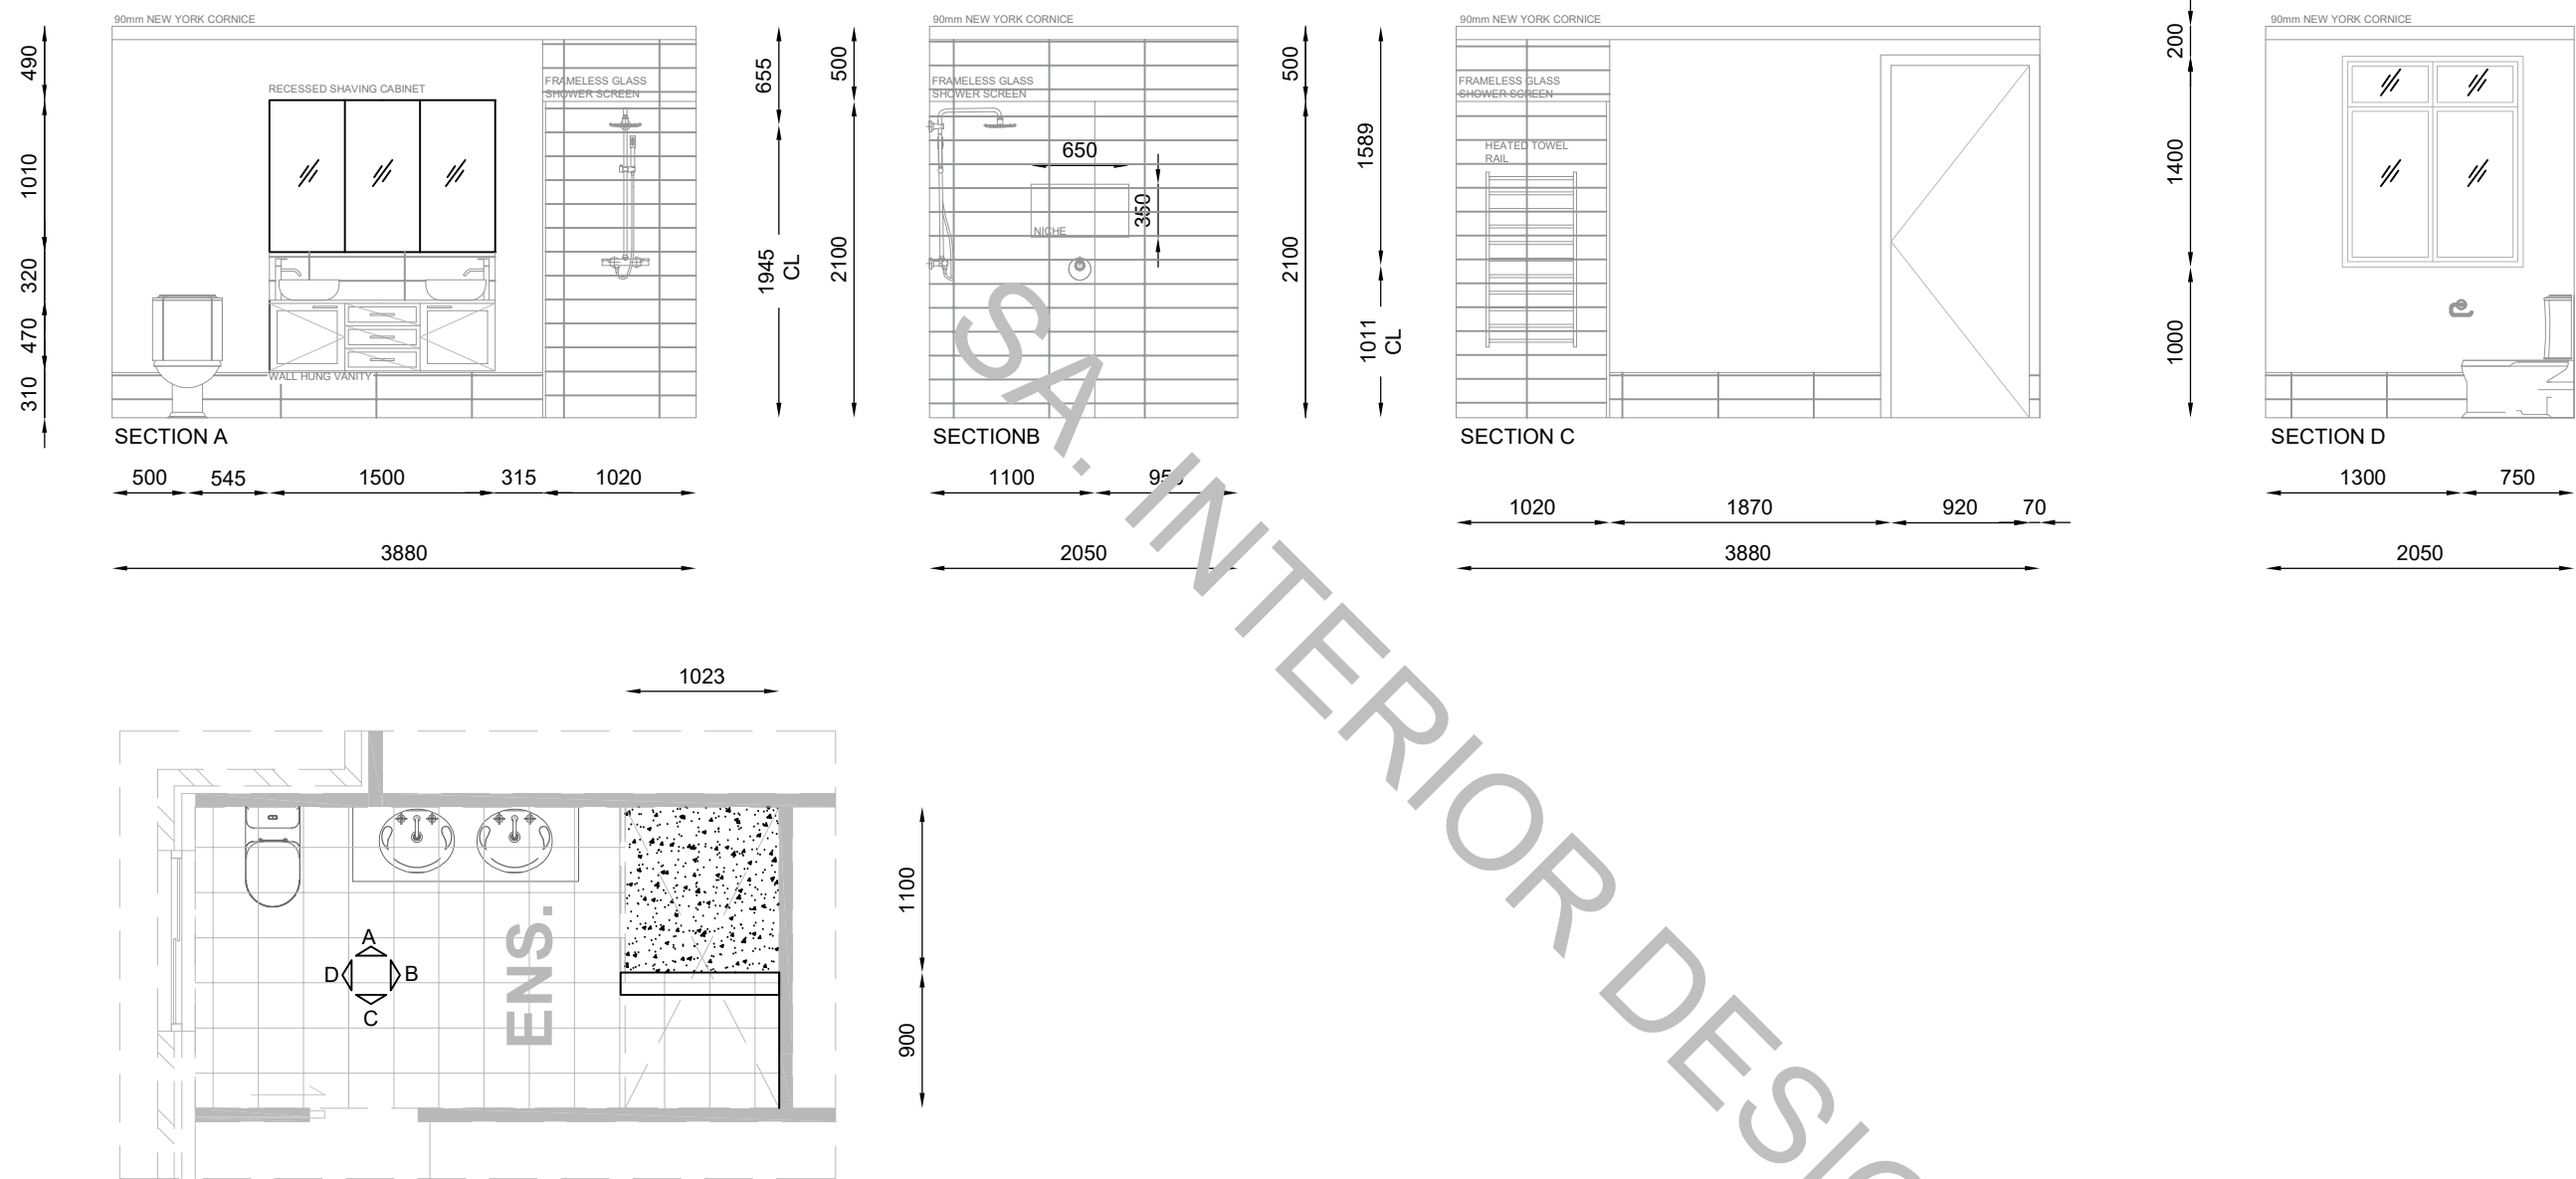 90mm NEW YORK CORNICE
RECESSED SHAVING CABINET
FRAMELESS GLASS
SHOWER SCREEN
WALL HUNG VANITY
490
1010
320
470
310
655
1945
CL
SECTION A
500 545 1500 315 1020
3880
90mm NEW YORK CORNICE
FRAMELESS GLASS
SHOWER SCREEN
650
350
NICHE
500
2100
SECTIONB
1100 950
2050
90mm NEW YORK CORNICE
FRAMELESS GLASS
SHOWER SCREEN
HEATED TOWEL
RAIL
500
2100
1589
1011
CL
SECTION C
1020 1870 920 70
3880
90mm NEW YORK CORNICE
200
1400
1000
SECTION D
1300 750
2050
1023
1100
900
A
D B
C
ENS.
SA. INTERIOR DESIG